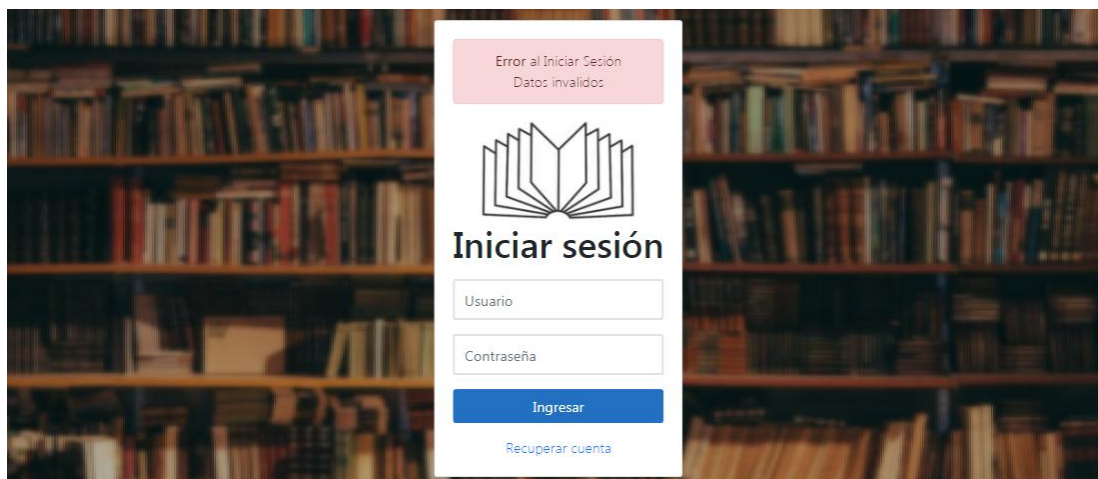 Error al Iniciar Sesión
Datos invalidos
Iniciar sesión
Usuario
Contraseña
Ingresar
Recuperar cuenta